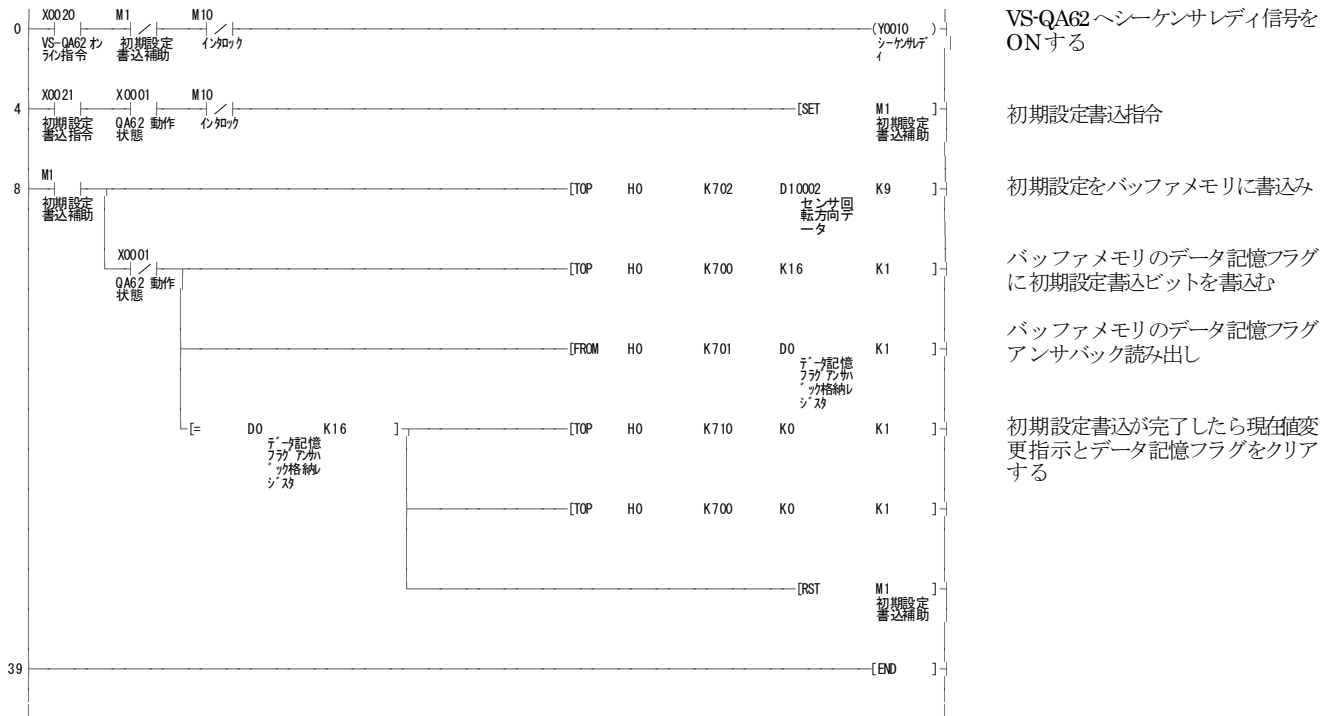 X0020 M1 M10
0 (Y0010 )
VS-QA62 オン 初期設定 インタロック シーケンサレデ
ライン指令 書込補助 ィ
VS-QA62へシーケンサレディ信号を
ONする
X0021 X0001 M10
4 [SET M1 ]
初期設定 QA62 動作 インタロック 初期設定
書込指令 状態 書込補助
初期設定書込指令
M1
8 [TOP H0 K702 D10002 K9 ]
初期設定 センサ回
書込補助 転方向デ
ータ
初期設定をバッファメモリに書込み
X0001
[TOP H0 K700 K16 K1 ]
QA62 動作
状態
バッファメモリのデータ記憶フラグ
に初期設定書込ビットを書込む
[FROM H0 K701 D0 K1 ]
データ記憶
フラグアンサバ
ック格納レ
ジスタ
バッファメモリのデータ記憶フラグ
アンサバック読み出し
[= D0 K16 ] [TOP H0 K710 K0 K1 ]
データ記憶
フラグアンサバ
ック格納レ
ジスタ
初期設定書込が完了したら現在値変
更指示とデータ記憶フラグをクリア
する
[TOP H0 K700 K0 K1 ]
[RST M1 ]
初期設定
書込補助
39 [END ]